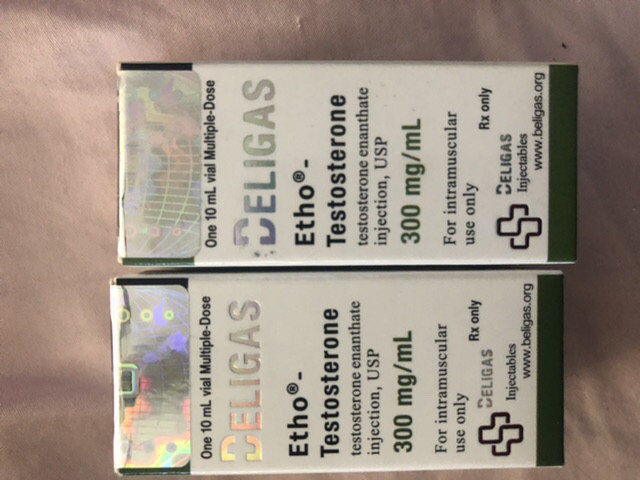 One 10 mL vial Multiple-Dose
BELIGAS
Etho®-
Testosterone
testosterone enanthate
injection, USP
300 mg/mL
For intramuscular
use only
Rx only
BELIGAS
Injectables
www.beligas.org
One 10 mL vial Multiple-Dose
BELIGAS
Etho®-
Testosterone
testosterone enanthate
injection, USP
300 mg/mL
For intramuscular
use only
Rx only
BELIGAS
Injectables
www.beligas.org